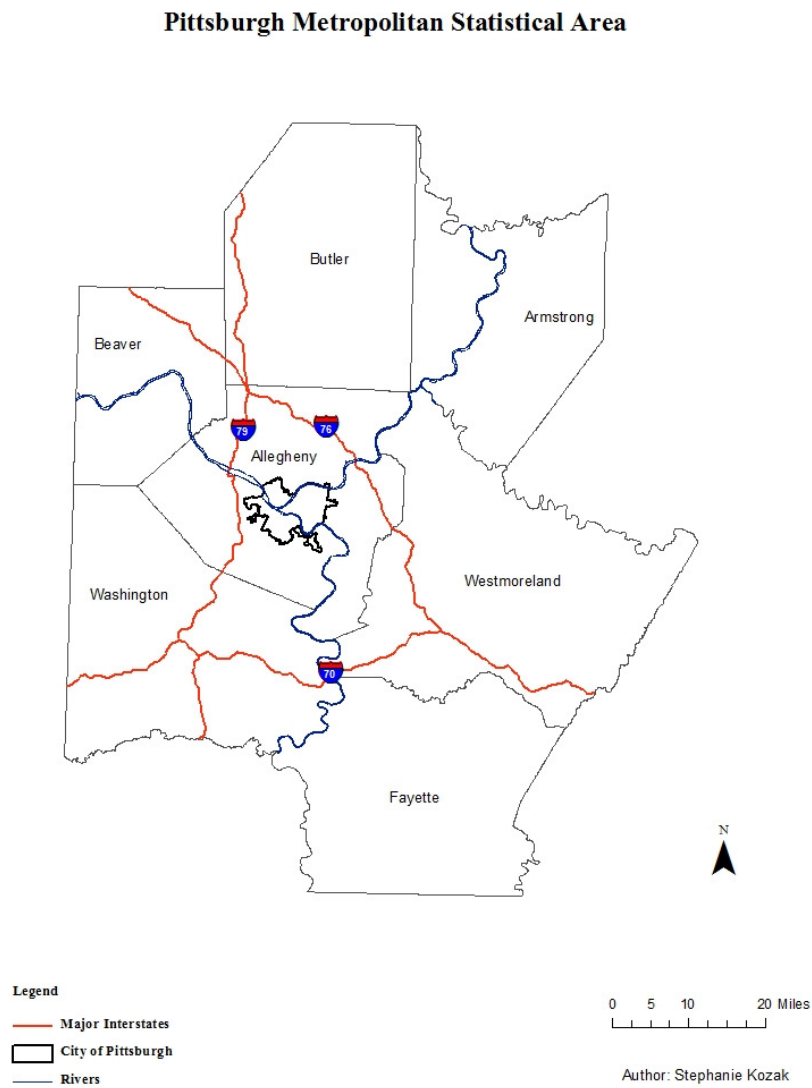 Pittsburgh Metropolitan Statistical Area
Butler
Armstrong
Beaver
79
76
Allegheny
Westmoreland
Washington
70
Fayette
N
Legend
Major Interstates
City of Pittsburgh
Rivers
0 5 10 20 Miles
Author: Stephanie Kozak